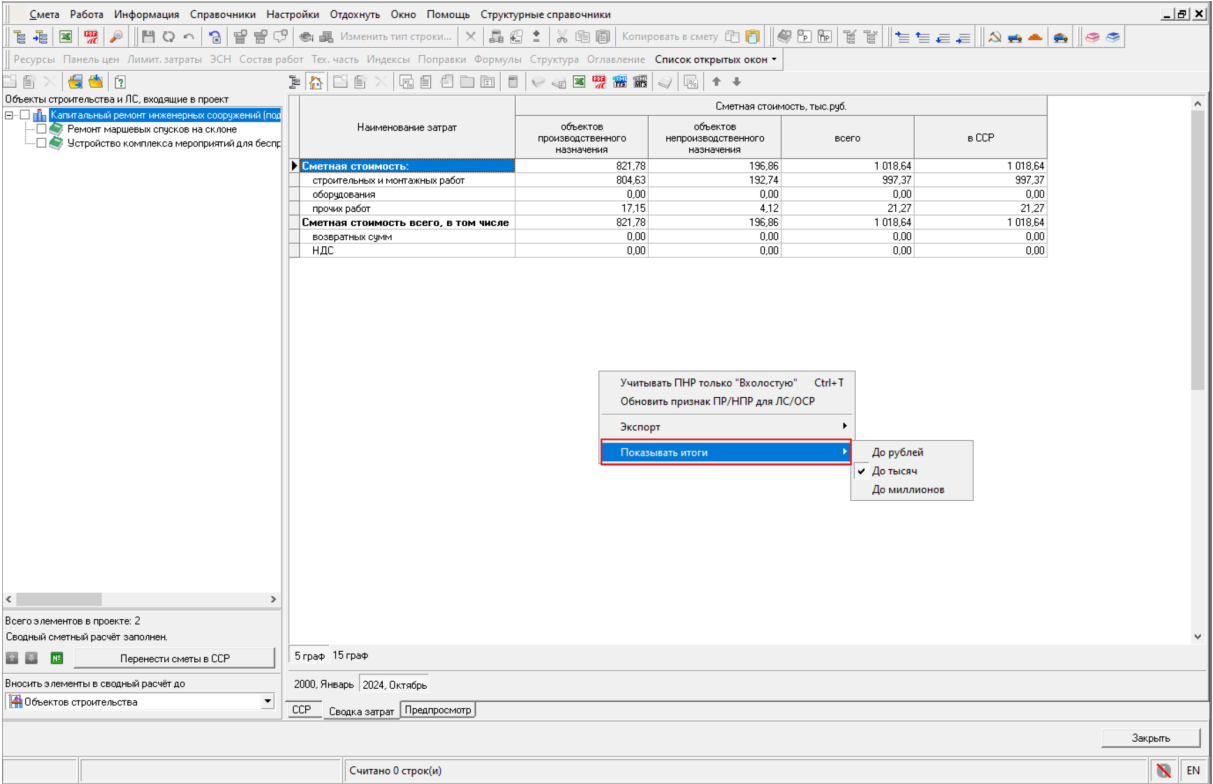 Смета Работа Информация Справочники Настройки Отдохнуть Окно Помощь Структурные справочники
Изменить тип строки... Копировать в смету
Ресурсы Панель цен Лимит. затраты ЭСН Состав работ Тех. часть Индексы Поправки Формулы Структура Оглавление Список открытых окон
Объекты строительства и ЛС, входящие в проект
Капитальный ремонт инженерных сооружений (под
Ремонт маршевых спусков на склоне
Устройство комплекса мероприятий для беспр
Наименование затрат
Сметная стоимость, тыс.руб.
объектов производственного назначения
объектов непроизводственного назначения
всего
в ССР
Сметная стоимость: 821,78 196,86 1 018,64 1 018,64
строительных и монтажных работ 804,63 192,74 997,37 997,37
оборудования 0,00 0,00 0,00 0,00
прочих работ 17,15 4,12 21,27 21,27
Сметная стоимость всего, в том числе 821,78 196,86 1 018,64 1 018,64
возвратных сумм 0,00 0,00 0,00 0,00
НДС 0,00 0,00 0,00 0,00
Учитывать ПНР только "Вхолостую" Ctrl+T
Обновить признак ПР/НПР для ЛС/ОСР
Экспорт
Показывать итоги
До рублей
До тысяч
До миллионов
Всего элементов в проекте: 2
Сводный сметный расчёт заполнен.
Перенести сметы в ССР
Вносить элементы в сводный расчёт до
Объектов строительства
5 граф 15 граф
2000, Январь 2024, Октябрь
ССР Сводка затрат Предпросмотр
Закрыть
Считано 0 строк(и)
EN